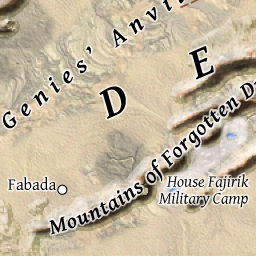 Genies' Anvi
D E
Mountains of Forgotten D
Fabada
House Fajirik
Military Camp